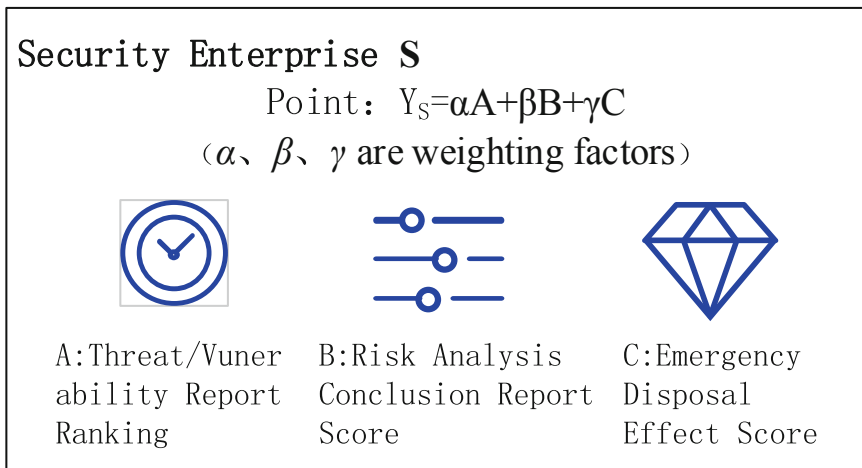 Security Enterprise S
Point: Y_S=αA+βB+γC
(α、β、γ are weighting factors)
A:Threat/Vuner
ability Report
Ranking
B:Risk Analysis
Conclusion Report
Score
C:Emergency
Disposal
Effect Score